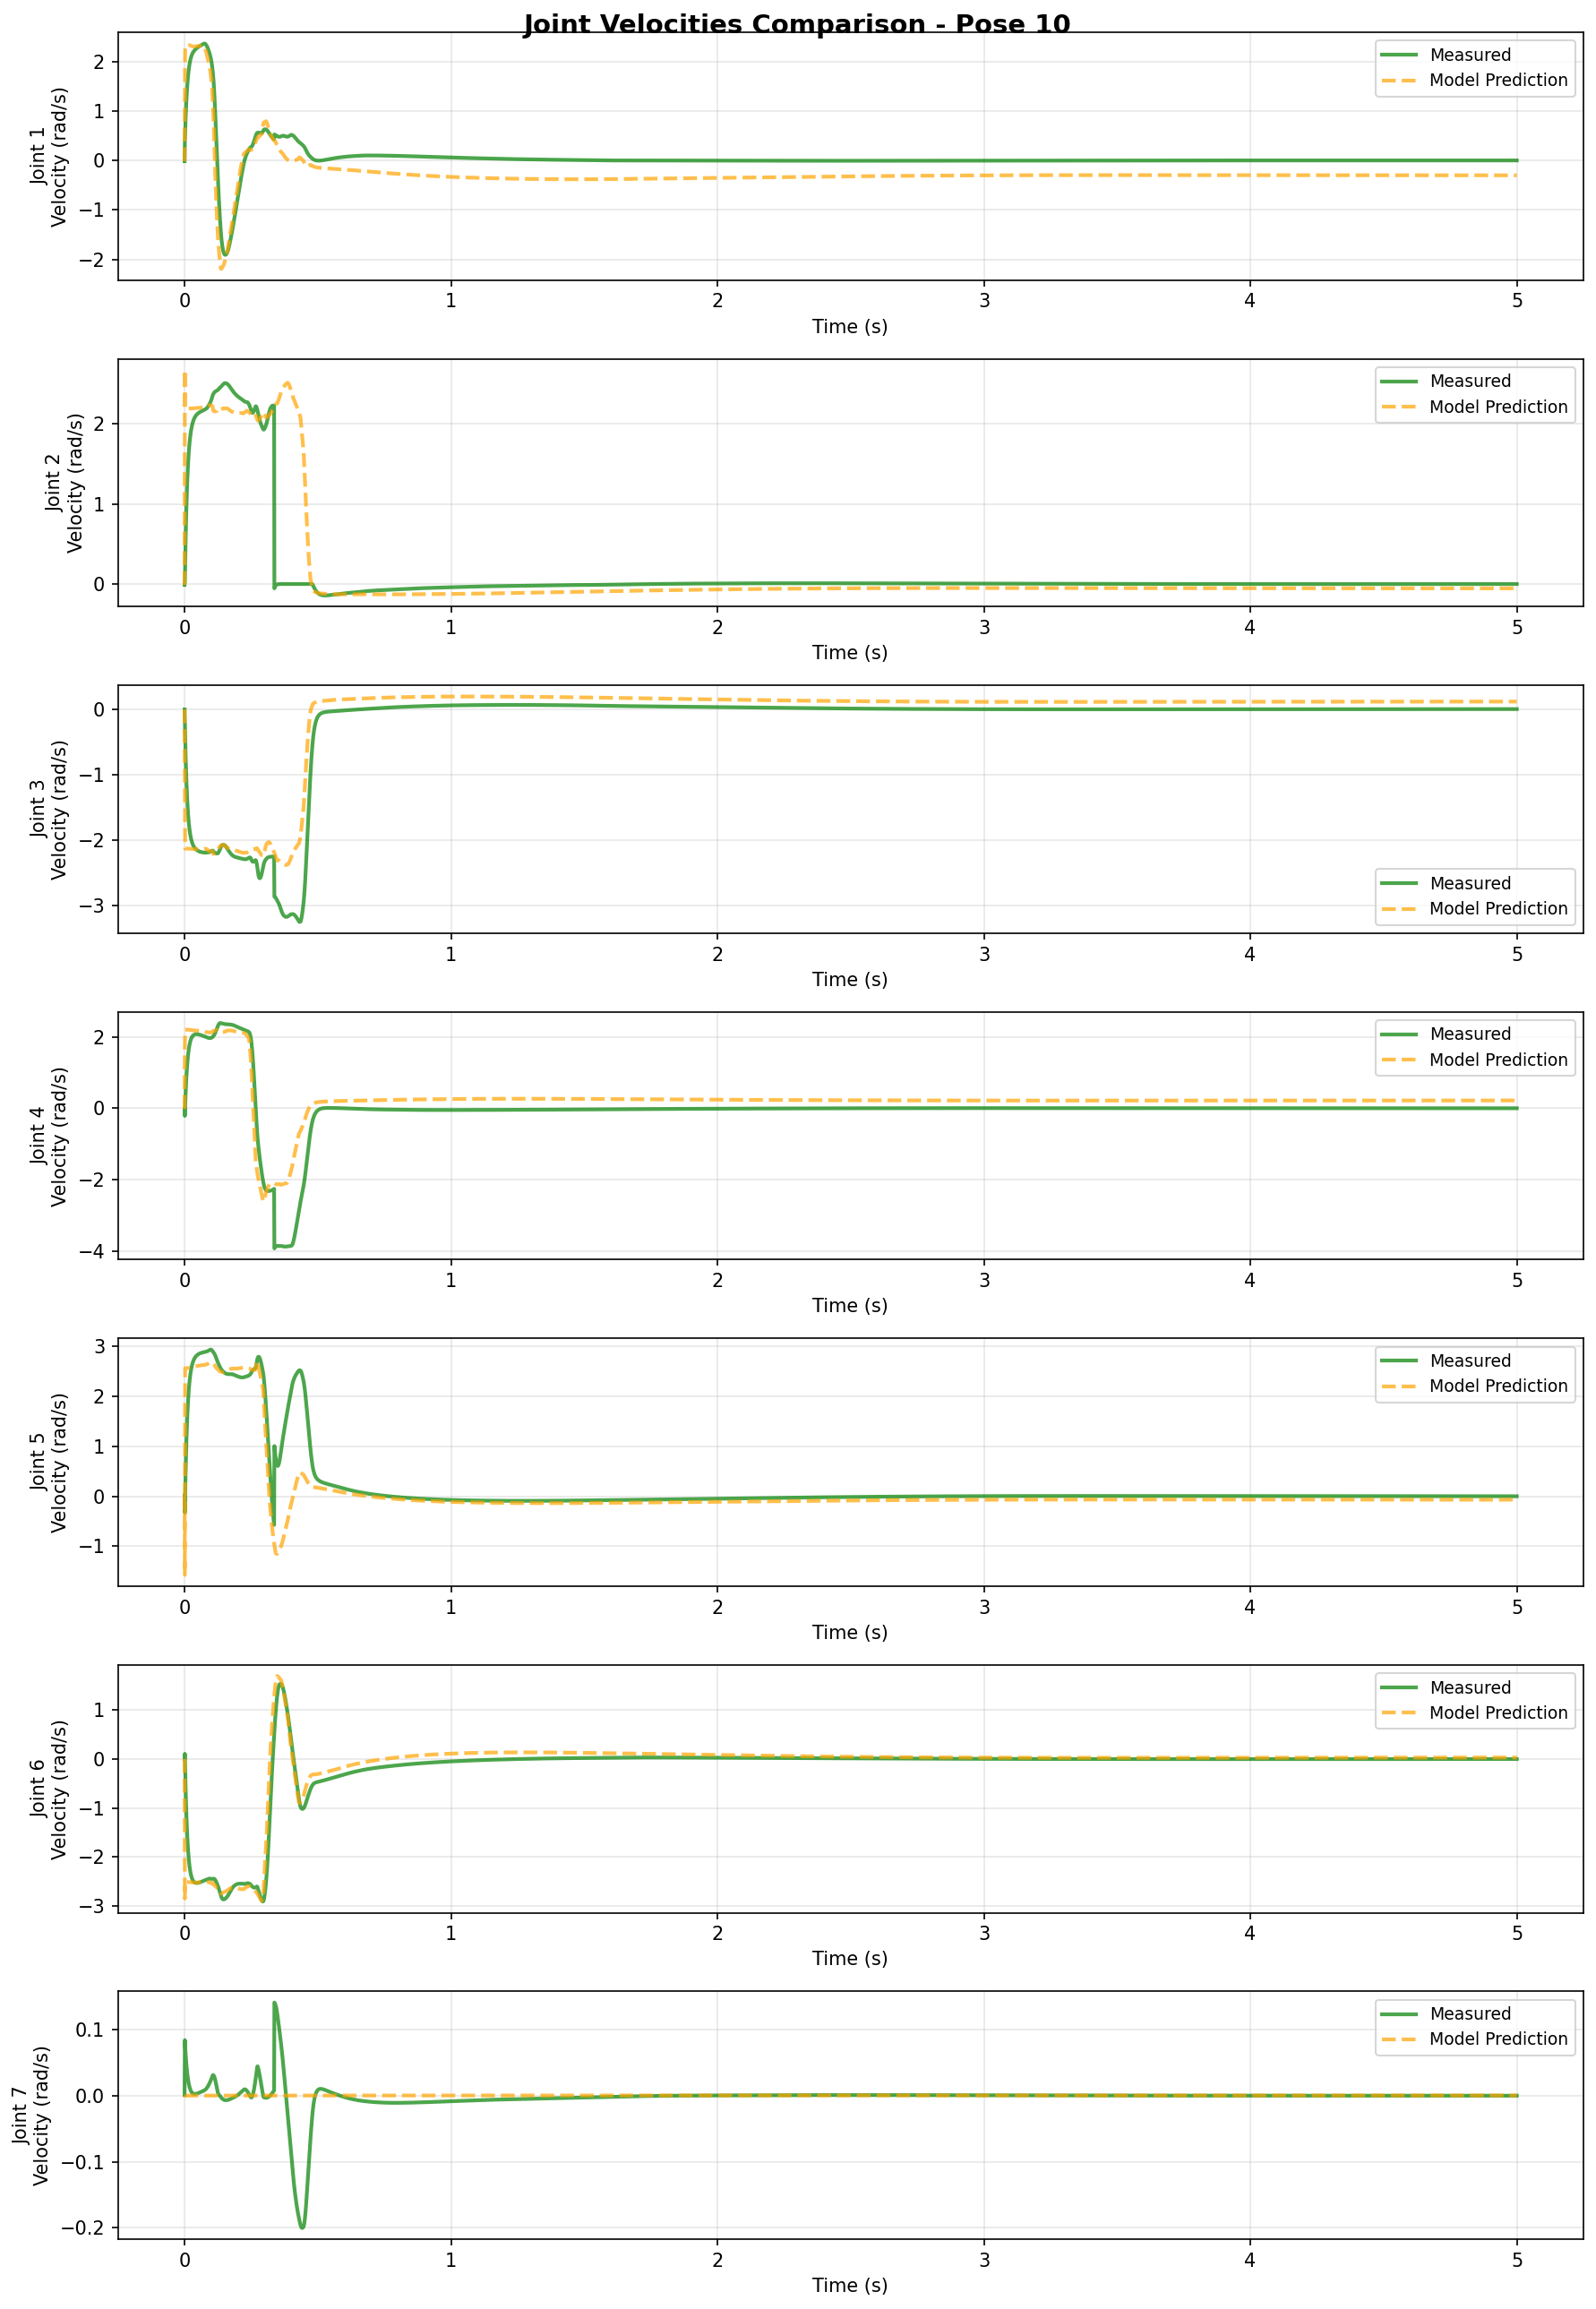 Joint Velocities Comparison - Pose 10
Joint 1
Velocity (rad/s)
2
1
0
−1
−2
Measured
Model Prediction
0 1 2 3 4 5
Time (s)
Joint 2
Velocity (rad/s)
2
1
0
Measured
Model Prediction
0 1 2 3 4 5
Time (s)
Joint 3
Velocity (rad/s)
0
−1
−2
−3
Measured
Model Prediction
0 1 2 3 4 5
Time (s)
Joint 4
Velocity (rad/s)
2
0
−2
−4
Measured
Model Prediction
0 1 2 3 4 5
Time (s)
Joint 5
Velocity (rad/s)
3
2
1
0
−1
Measured
Model Prediction
0 1 2 3 4 5
Time (s)
Joint 6
Velocity (rad/s)
1
0
−1
−2
−3
Measured
Model Prediction
0 1 2 3 4 5
Time (s)
Joint 7
Velocity (rad/s)
0.1
0.0
−0.1
−0.2
Measured
Model Prediction
0 1 2 3 4 5
Time (s)